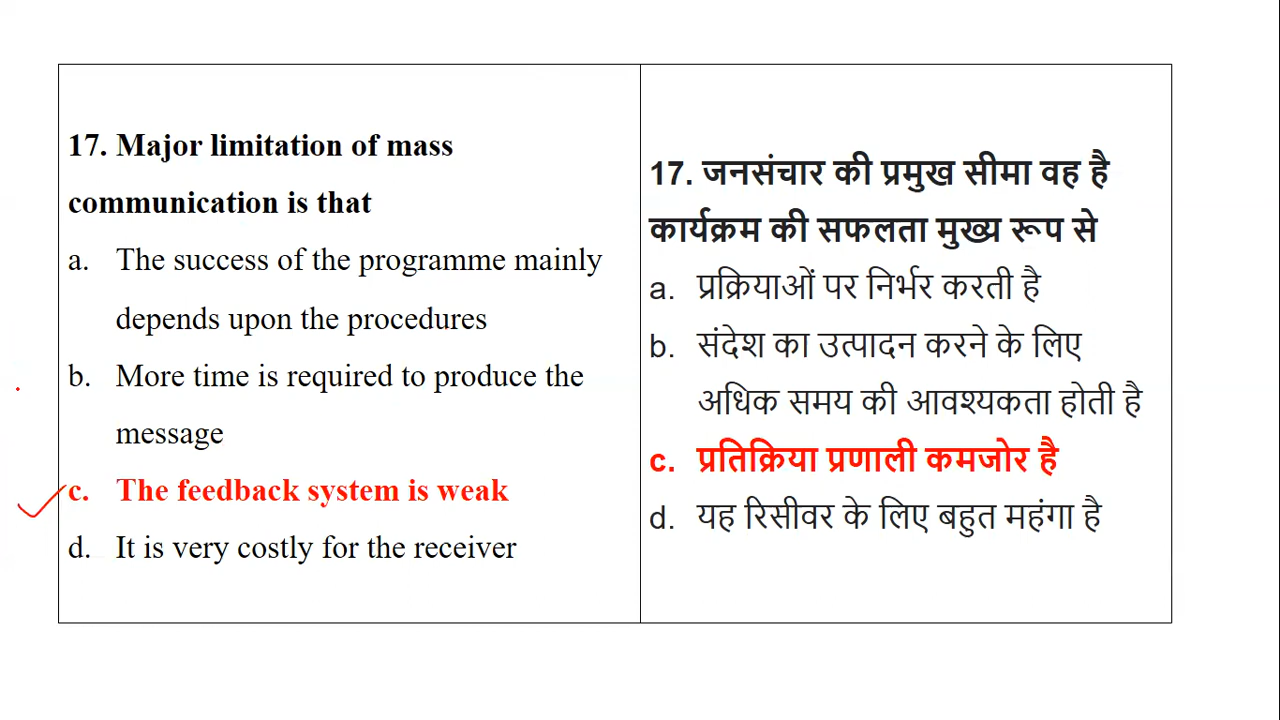 17. Major limitation of mass
communication is that
a. The success of the programme mainly
depends upon the procedures
b. More time is required to produce the
message
c. The feedback system is weak
d. It is very costly for the receiver
17. जनसंचार की प्रमुख सीमा वह है
कार्यक्रम की सफलता मुख्य रूप से
a. प्रक्रियाओं पर निर्भर करती है
b. संदेश का उत्पादन करने के लिए
अधिक समय की आवश्यकता होती है
c. प्रतिक्रिया प्रणाली कमजोर है
d. यह रिसीवर के लिए बहुत महंगा है